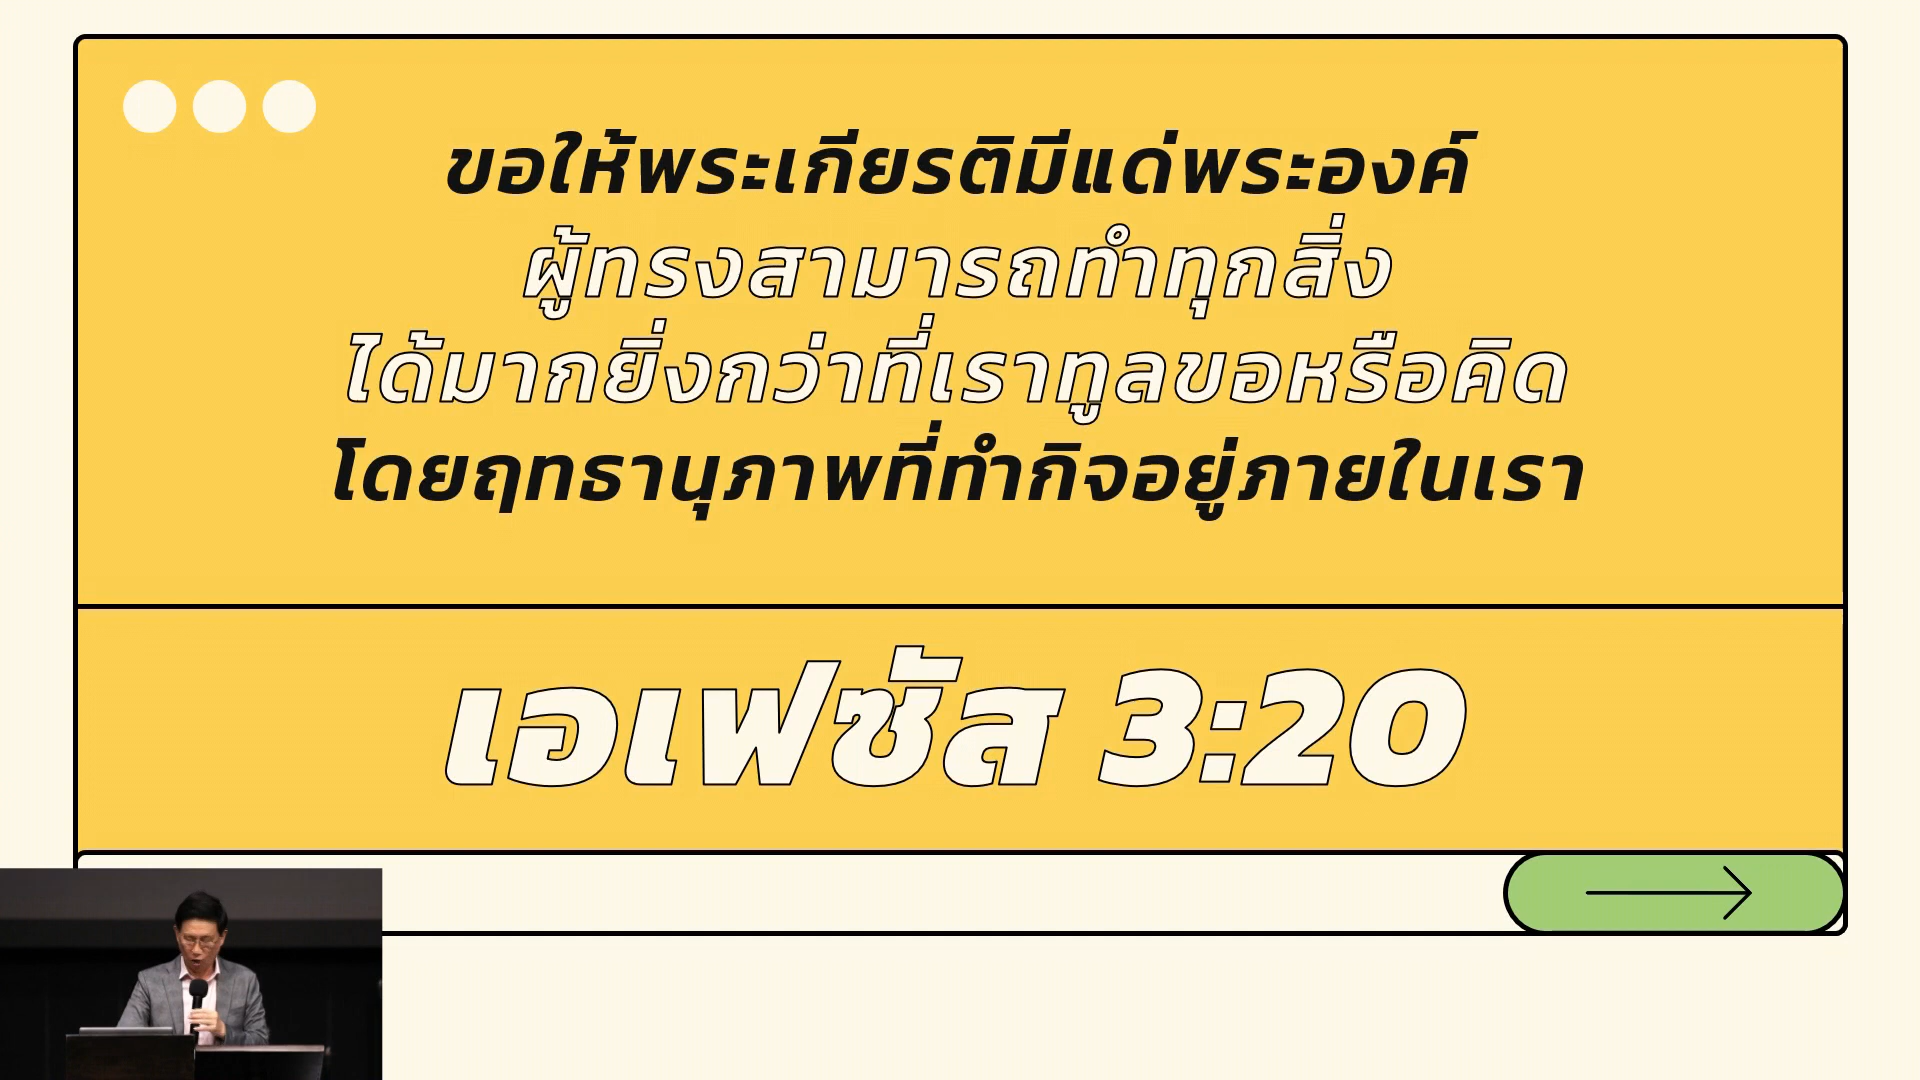 ขอให้พระเกียรติมีแด่พระองค์
ผู้ทรงสามารถทำทุกสิ่ง
ได้มากยิ่งกว่าที่เราทูลขอหรือคิด
โดยฤทธานุภาพที่ทำกิจอยู่ภายในเรา
เอเฟซัส 3:20